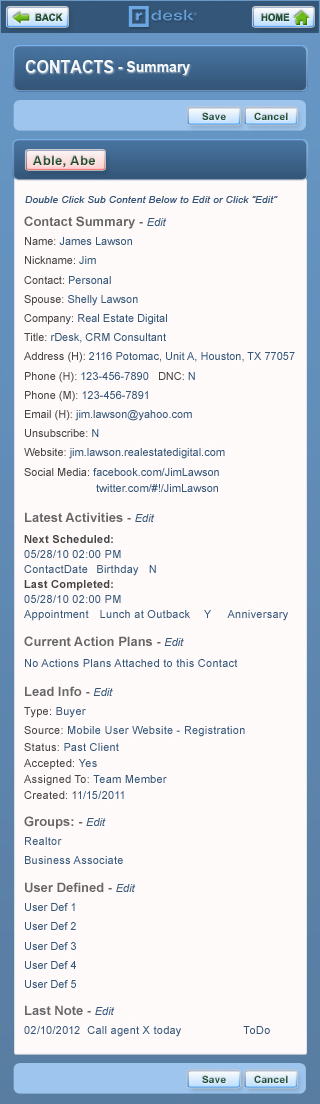 BACK
rdesk
HOME
CONTACTS - Summary
Save Cancel
Able, Abe
Double Click Sub Content Below to Edit or Click "Edit"
Contact Summary - Edit
Name: James Lawson
Nickname: Jim
Contact: Personal
Spouse: Shelly Lawson
Company: Real Estate Digital
Title: rDesk, CRM Consultant
Address (H): 2116 Potomac, Unit A, Houston, TX 77057
Phone (H): 123-456-7890 DNC: N
Phone (M): 123-456-7891
Email (H): jim.lawson@yahoo.com
Unsubscribe: N
Website: jim.lawson.realestatedigital.com
Social Media: facebook.com/JimLawson
twitter.com/#!/JimLawson
Latest Activities - Edit
Next Scheduled:
05/28/10 02:00 PM
ContactDate Birthday N
Last Completed:
05/28/10 02:00 PM
Appointment Lunch at Outback Y Anniversary
Current Action Plans - Edit
No Actions Plans Attached to this Contact
Lead Info - Edit
Type: Buyer
Source: Mobile User Website - Registration
Status: Past Client
Accepted: Yes
Assigned To: Team Member
Created: 11/15/2011
Groups: - Edit
Realtor
Business Associate
User Defined - Edit
User Def 1
User Def 2
User Def 3
User Def 4
User Def 5
Last Note - Edit
02/10/2012 Call agent X today ToDo
Save Cancel